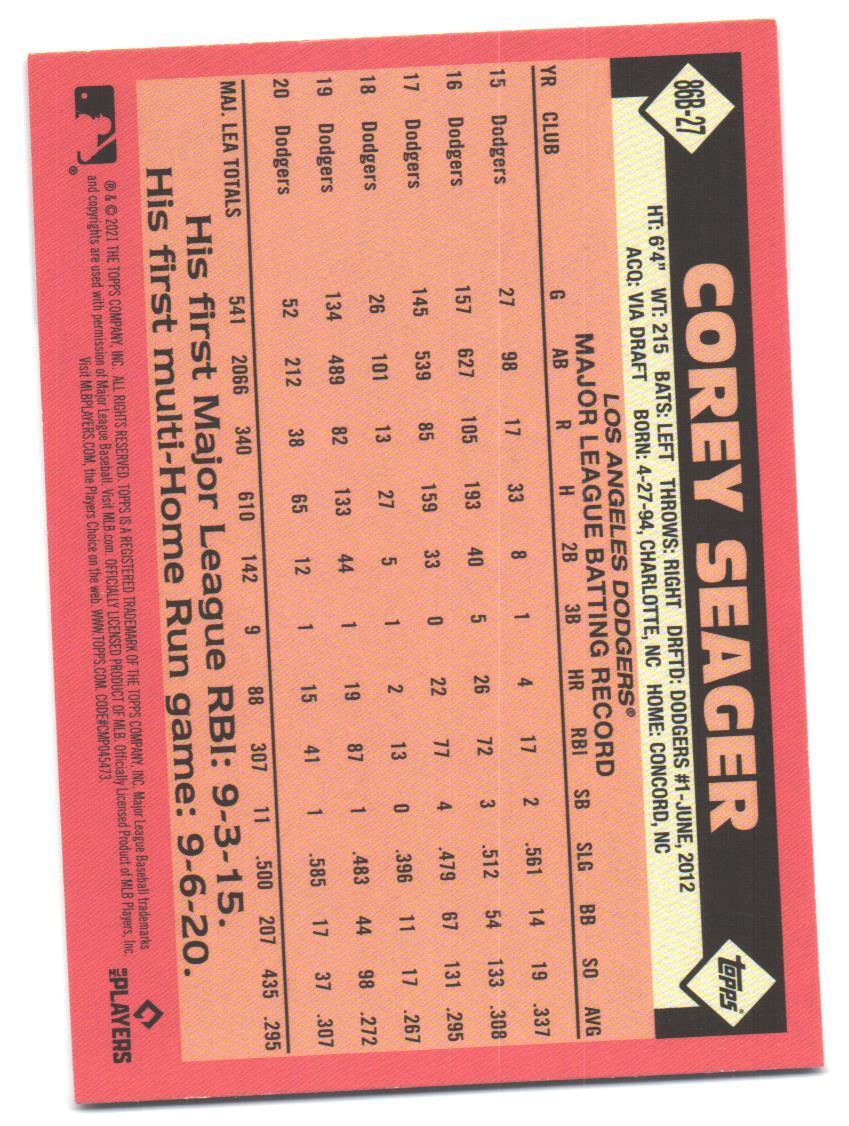 86B-27
COREY SEAGER
topps®
HT: 6'4" WT: 215 BATS: LEFT THROWS: RIGHT DRFTD: DODGERS #1-JUNE, 2012
ACQ: VIA DRAFT BORN: 4-27-94, CHARLOTTE, NC HOME: CONCORD, NC
LOS ANGELES DODGERS®
MAJOR LEAGUE BATTING RECORD
YR CLUB G AB R H 2B 3B HR RBI SB SLG BB SO AVG
15 Dodgers 27 98 17 33 8 1 4 17 2 .561 14 19 .337
16 Dodgers 157 627 105 193 40 5 26 72 3 .512 54 133 .308
17 Dodgers 145 539 85 159 33 0 22 77 4 .479 67 131 .295
18 Dodgers 26 101 13 27 5 1 2 13 0 .396 11 17 .267
19 Dodgers 134 489 82 133 44 1 19 87 1 .483 44 98 .272
20 Dodgers 52 212 38 65 12 1 15 41 1 .585 17 37 .307
MAJ. LEA TOTALS 541 2066 340 610 142 9 88 307 11 .500 207 435 .295
His first Major League RBI: 9-3-15.
His first multi-Home Run game: 9-6-20.
® & © 2021 THE TOPPS COMPANY, INC. ALL RIGHTS RESERVED. TOPPS IS A REGISTERED TRADEMARK OF THE TOPPS COMPANY, INC. Major League Baseball trademarks
and copyrights are used with permission of Major League Baseball. Visit MLB.com. OFFICIALLY LICENSED PRODUCT OF MLB. Officially Licensed Product of MLB Players, Inc.
Visit MLBPLAYERS.COM, the Players Choice on the web. WWW.TOPPS.COM CODE#CMP045473
®
MLB PLAYERS